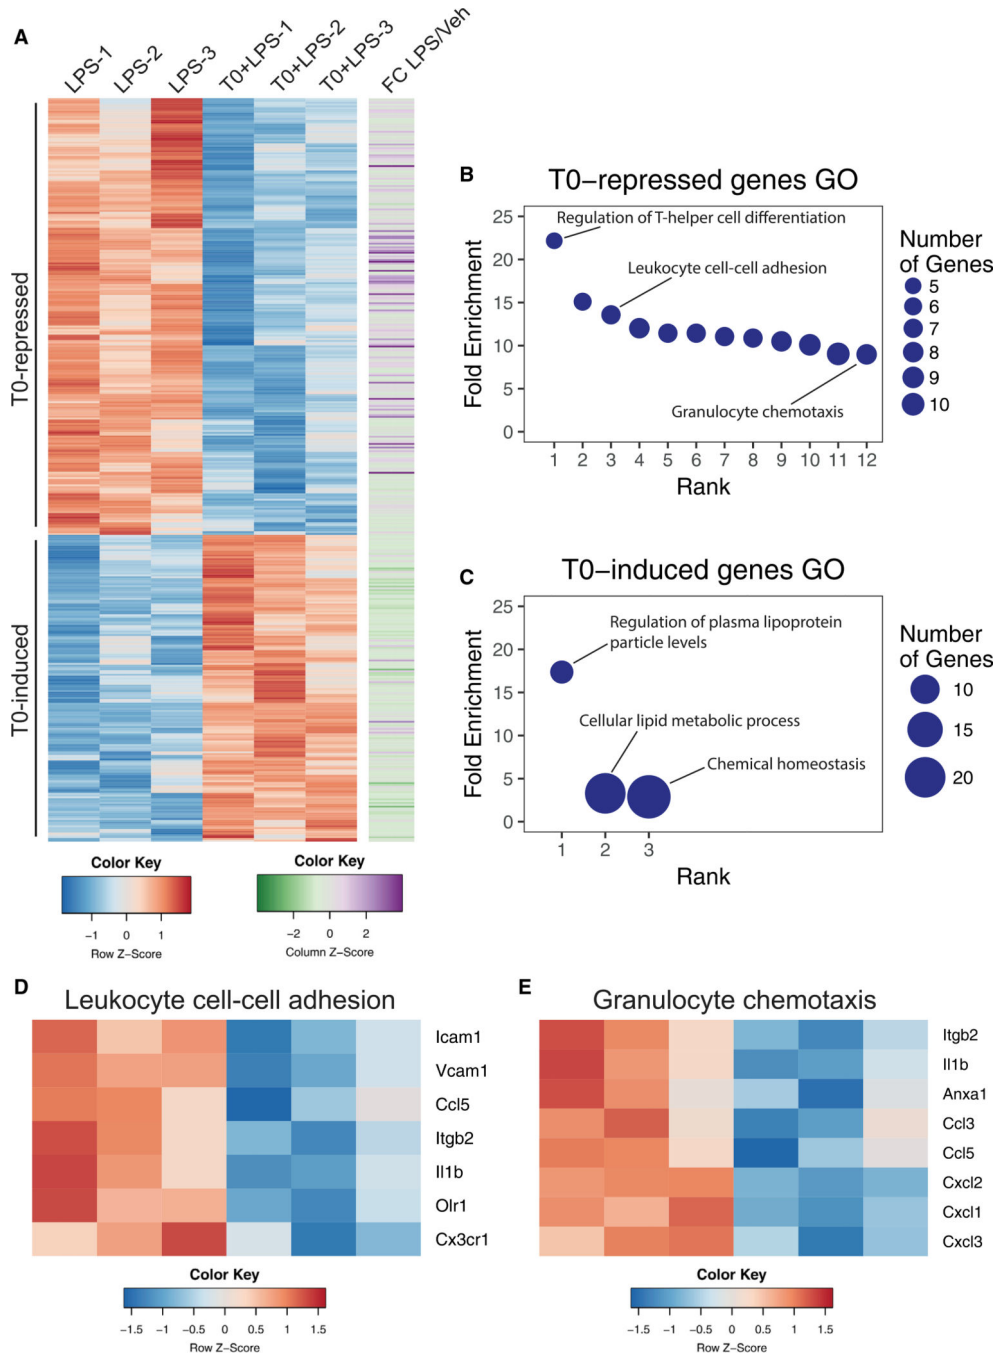 A
LPS-1
LPS-2
LPS-3
T0+LPS-1
T0+LPS-2
T0+LPS-3
FC LPS/Veh
T0-repressed
T0-induced
Color Key
-1 0 1
Row Z-Score
Color Key
-2 0 2
Column Z-Score
B
T0-repressed genes GO
Fold Enrichment
25
20
15
10
5
0
Regulation of T-helper cell differentiation
Leukocyte cell-cell adhesion
Granulocyte chemotaxis
1 2 3 4 5 6 7 8 9 10 11 12
Rank
Number
of Genes
5
6
7
8
9
10
C
T0-induced genes GO
Fold Enrichment
25
20
15
10
5
0
Regulation of plasma lipoprotein
particle levels
Cellular lipid metabolic process
Chemical homeostasis
1 2 3
Rank
Number
of Genes
10
15
20
D
Leukocyte cell-cell adhesion
Icam1
Vcam1
Ccl5
Itgb2
Il1b
Olr1
Cx3cr1
Color Key
-1.5 -1 -0.5 0 0.5 1 1.5
Row Z-Score
E
Granulocyte chemotaxis
Itgb2
Il1b
Anxa1
Ccl3
Ccl5
Cxcl2
Cxcl1
Cxcl3
Color Key
-1.5 -1 -0.5 0 0.5 1 1.5
Row Z-Score